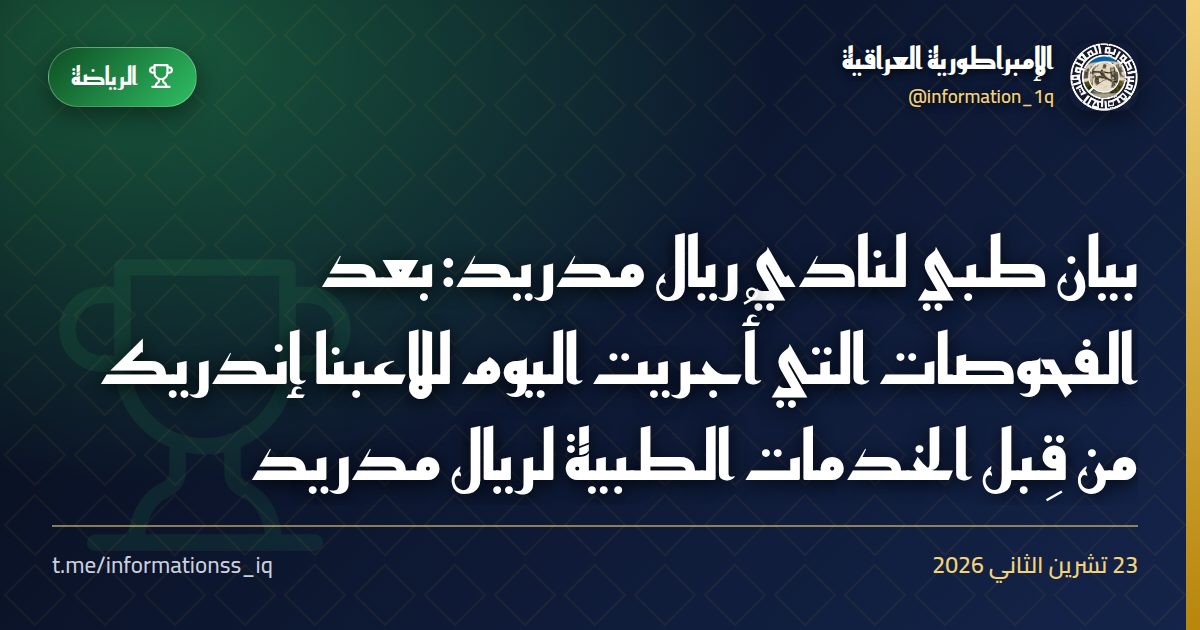 الإمبراطورية العراقية
@information_1q
الرياضة
بيان طبي لنادي ريال مدريد: بعد
الفحوصات التي أُجريت اليوم للاعبنا إندريك
من قِبل الخدمات الطبية لريال مدريد
23 تشرين الثاني 2026
t.me/informationss_iq